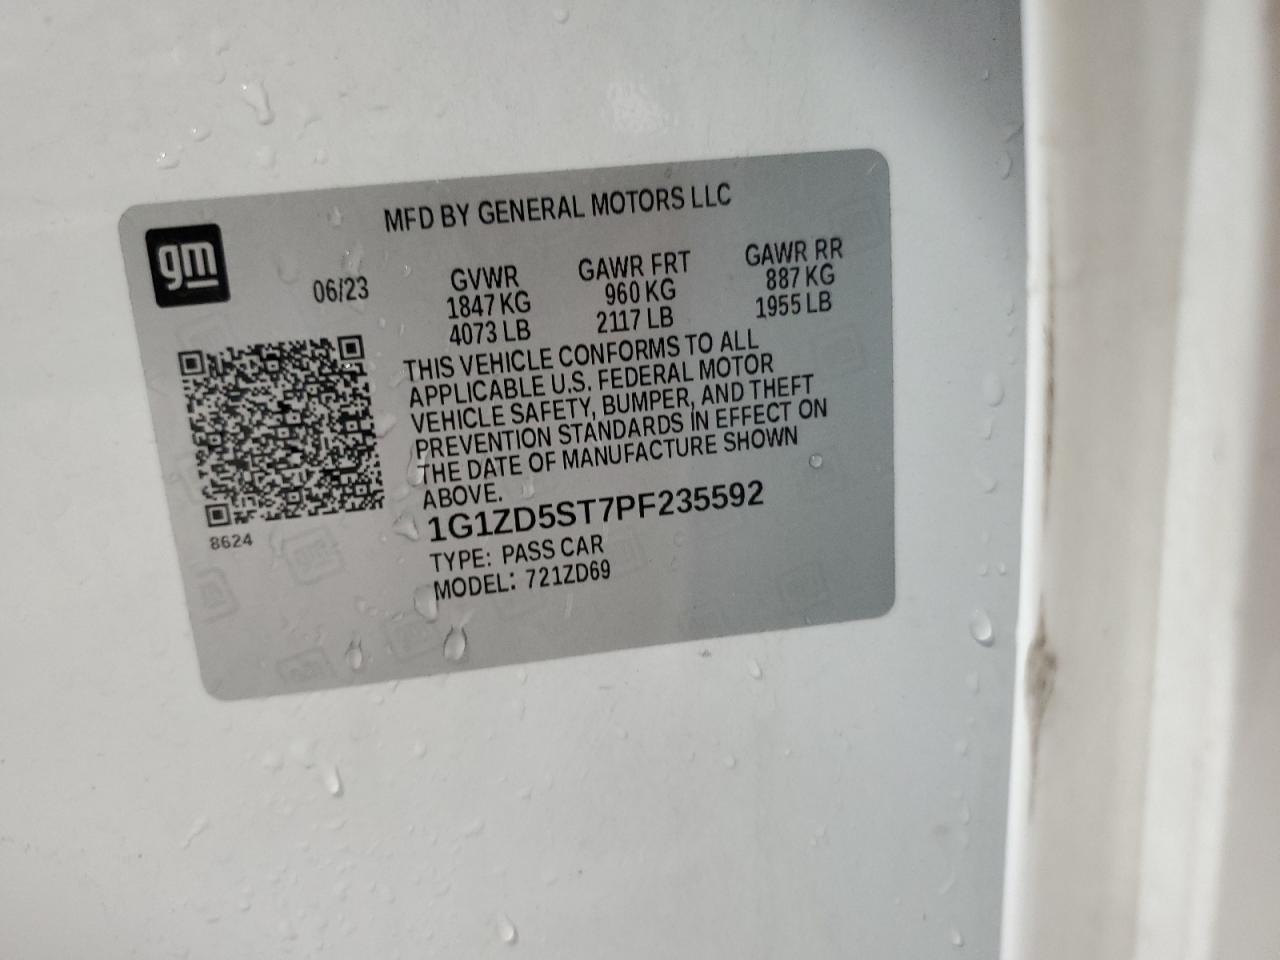 MFD BY GENERAL MOTORS LLC
gm
06/23
GVWR GAWR FRT GAWR RR
1847 KG 960 KG 887 KG
4073 LB 2117 LB 1955 LB
THIS VEHICLE CONFORMS TO ALL
APPLICABLE U.S. FEDERAL MOTOR
VEHICLE SAFETY, BUMPER, AND THEFT
PREVENTION STANDARDS IN EFFECT ON
THE DATE OF MANUFACTURE SHOWN
ABOVE.
1G1ZD5ST7PF235592
8624
TYPE: PASS CAR
MODEL: 721ZD69